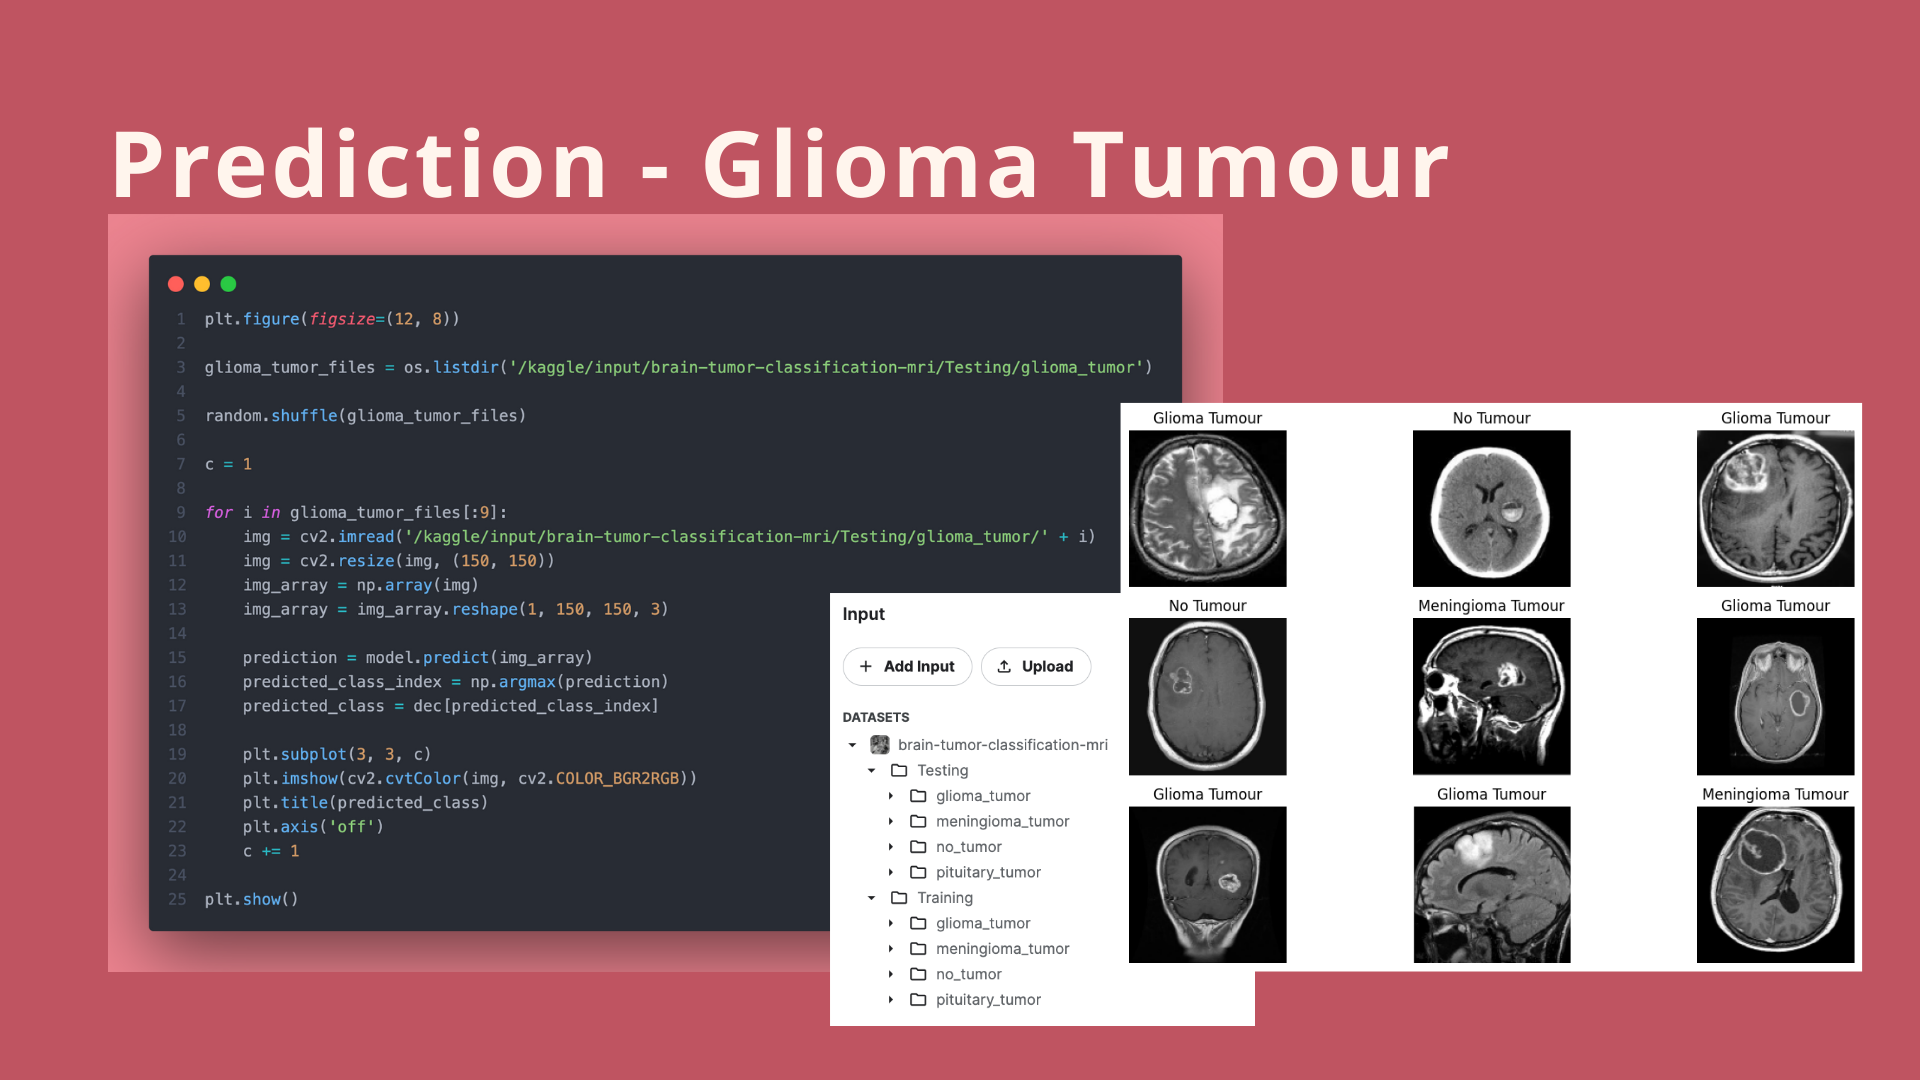 Prediction - Glioma Tumour
1 plt.figure(figsize=(12, 8))
2
3 glioma_tumor_files = os.listdir('/kaggle/input/brain-tumor-classification-mri/Testing/glioma_tumor')
4
5 random.shuffle(glioma_tumor_files)
6
7 c = 1
8
9 for i in glioma_tumor_files[:9]:
10     img = cv2.imread('/kaggle/input/brain-tumor-classification-mri/Testing/glioma_tumor/' + i)
11     img = cv2.resize(img, (150, 150))
12     img_array = np.array(img)
13     img_array = img_array.reshape(1, 150, 150, 3)
14
15     prediction = model.predict(img_array)
16     predicted_class_index = np.argmax(prediction)
17     predicted_class = dec[predicted_class_index]
18
19     plt.subplot(3, 3, c)
20     plt.imshow(cv2.cvtColor(img, cv2.COLOR_BGR2RGB))
21     plt.title(predicted_class)
22     plt.axis('off')
23     c += 1
24
25 plt.show()
Input
+ Add Input Upload
DATASETS
brain-tumor-classification-mri
Testing
glioma_tumor
meningioma_tumor
no_tumor
pituitary_tumor
Training
glioma_tumor
meningioma_tumor
no_tumor
pituitary_tumor
Glioma Tumour No Tumour Glioma Tumour
No Tumour Meningioma Tumour Glioma Tumour
Glioma Tumour Glioma Tumour Meningioma Tumour